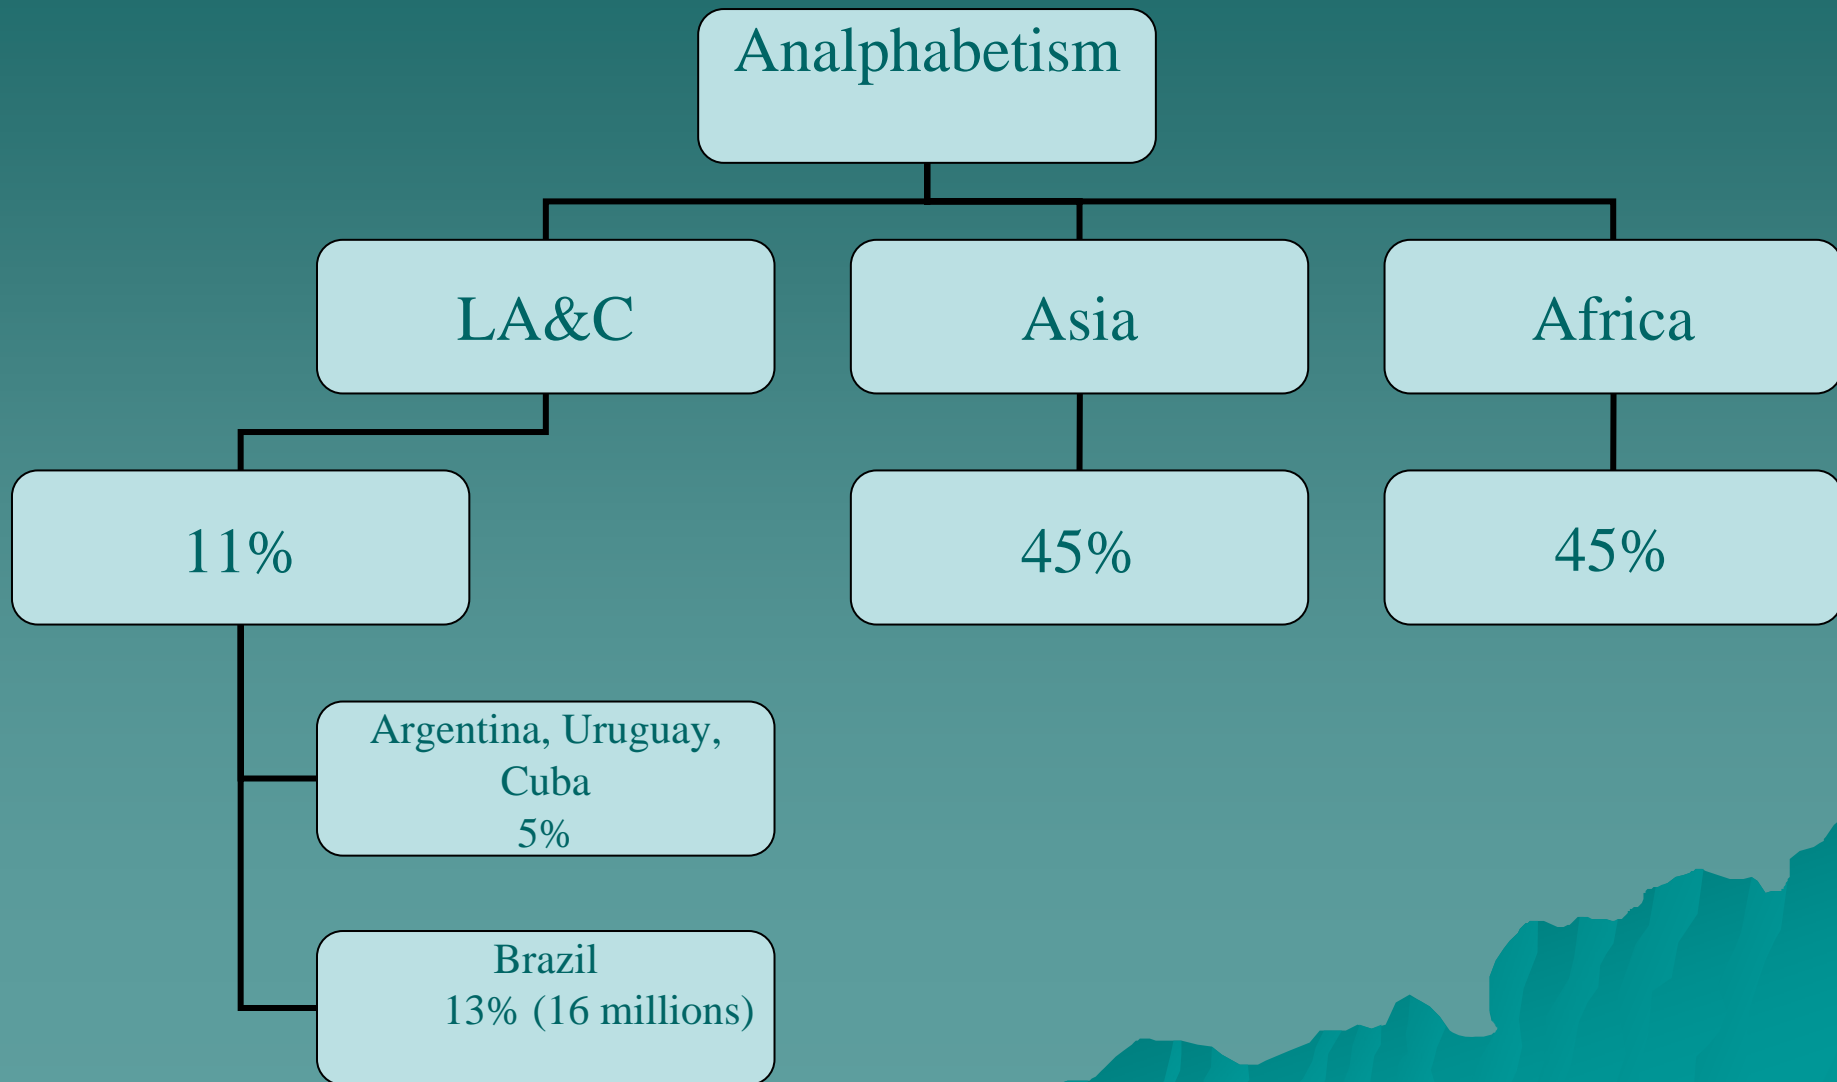 Analphabetism
LA&C
Asia
Africa
11%
45%
45%
Argentina, Uruguay,
Cuba
5%
Brazil
13% (16 millions)